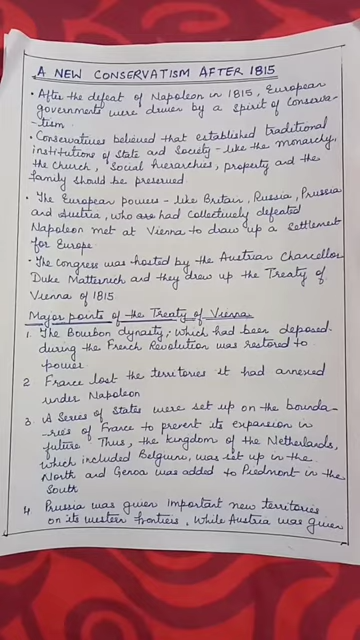 A NEW CONSERVATISM AFTER 1815
• After the defeat of Napoleon in 1815, European
governments were driven by a spirit of Conserva-
-tism
• Conservatives believed that established traditional
institutions of State and Society - like the monarchy,
the Church, Social hierarchies, property and the
family should be preserved
• The European powers - like Britain, Russia, Prussia
and Austria, who are had collectively defeated
Napoleon met at Vienna to draw up a Settlement
for Europe
• The Congress was hosted by the Austrian Chancellor
Duke Matternich and they drew up the Treaty of
Vienna of 1815
Major points of the Treaty of Vienna
1. The Bourbon dynasty, which had been deposed
during the French Revolution was restored to
power
2 France lost the territories it had annexed
under Napoleon
3 A Series of States were set up on the bounda-
-ries of France to prevent its expansion in
future Thus, the kingdom of the Netherlands,
which included Belguim, was set up in the
North and Genoa was added to Piedmont in the
South
4 Prussia was given important new territories
on its western frontiers, while Austria was given